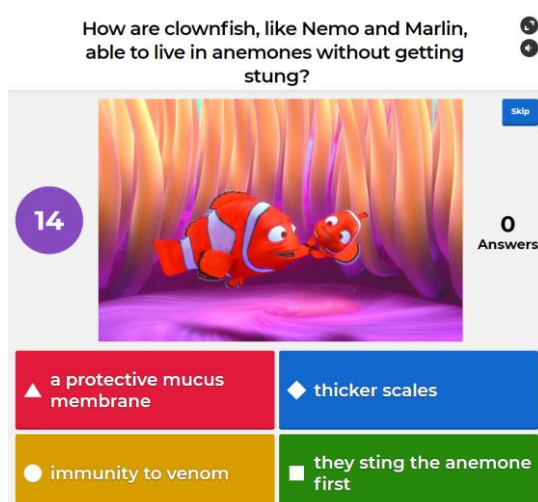 How are clownfish, like Nemo and Marlin,
able to live in anemones without getting
stung?
Skip
14
0
Answers
a protective mucus
membrane
thicker scales
immunity to venom
they sting the anemone
first